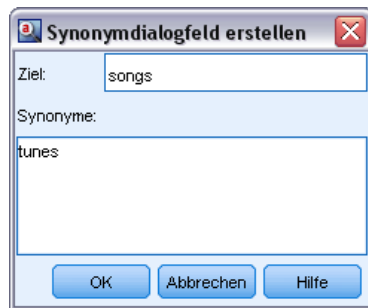 Synonymdialogfeld erstellen
Ziel: songs
Synonyme:
tunes
OK Abbrechen Hilfe